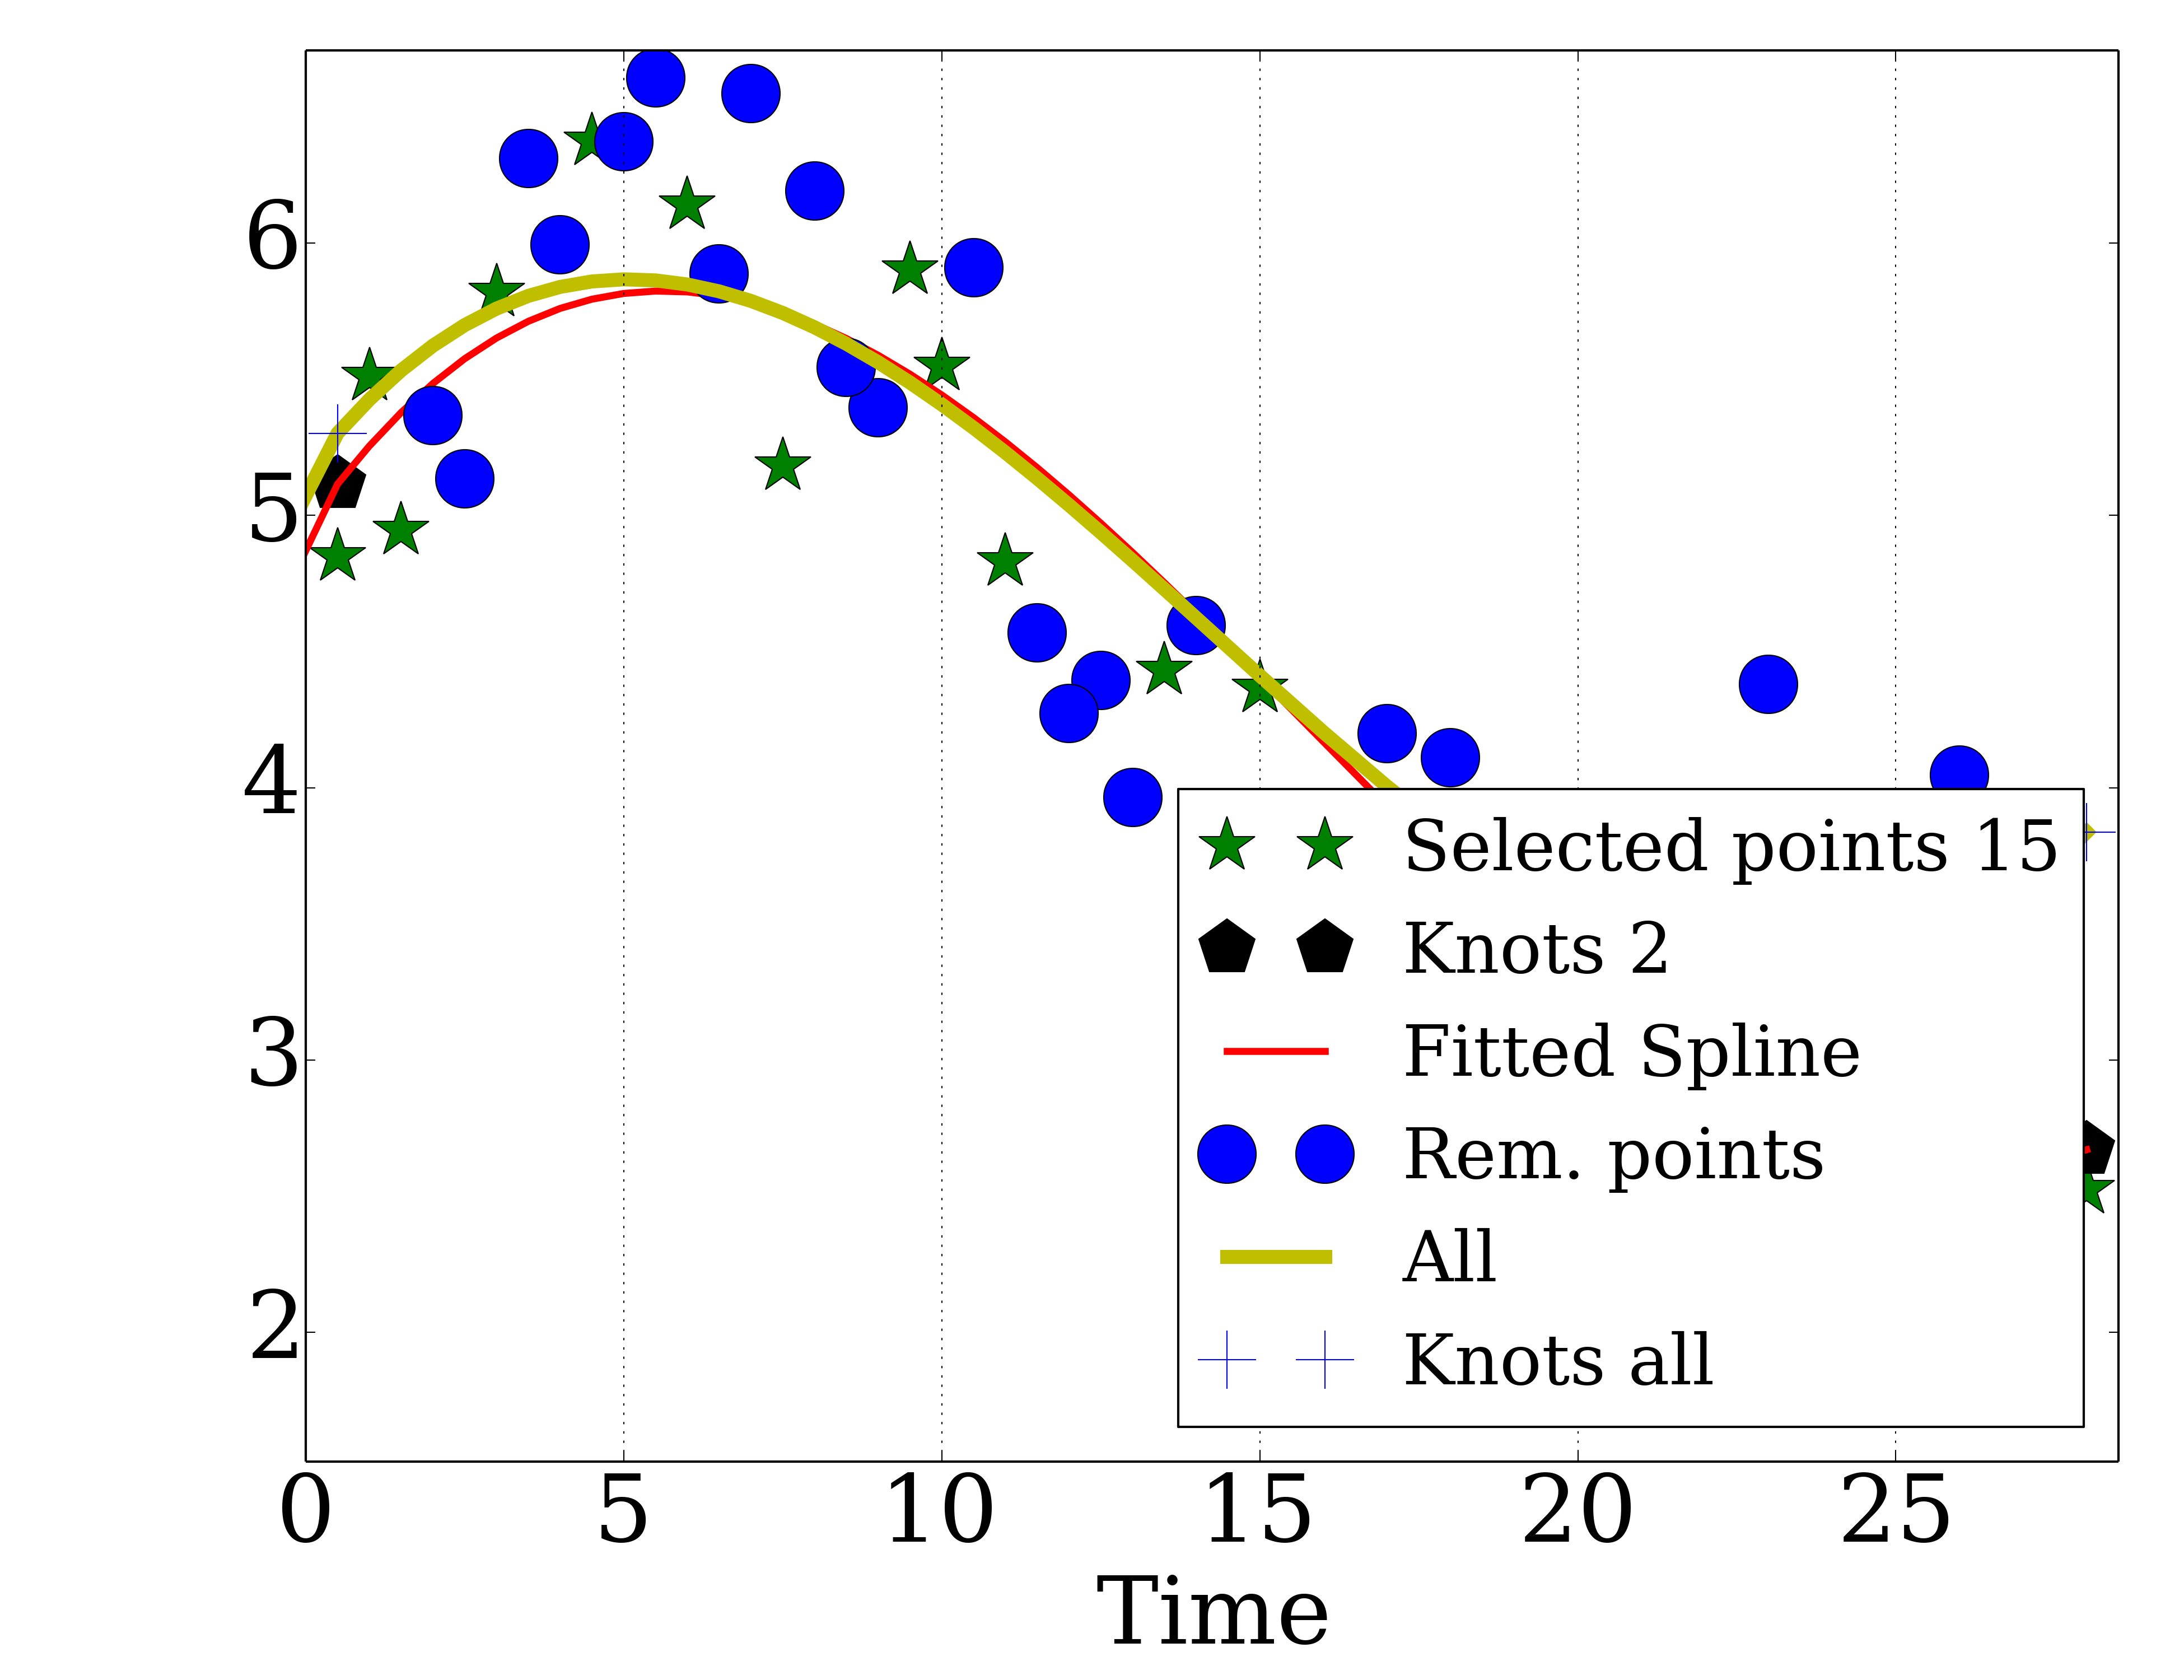 6
5
4
3
2
Selected points 15
Knots 2
Fitted Spline
Rem. points
All
Knots all
0 5 10 15 20 25
Time